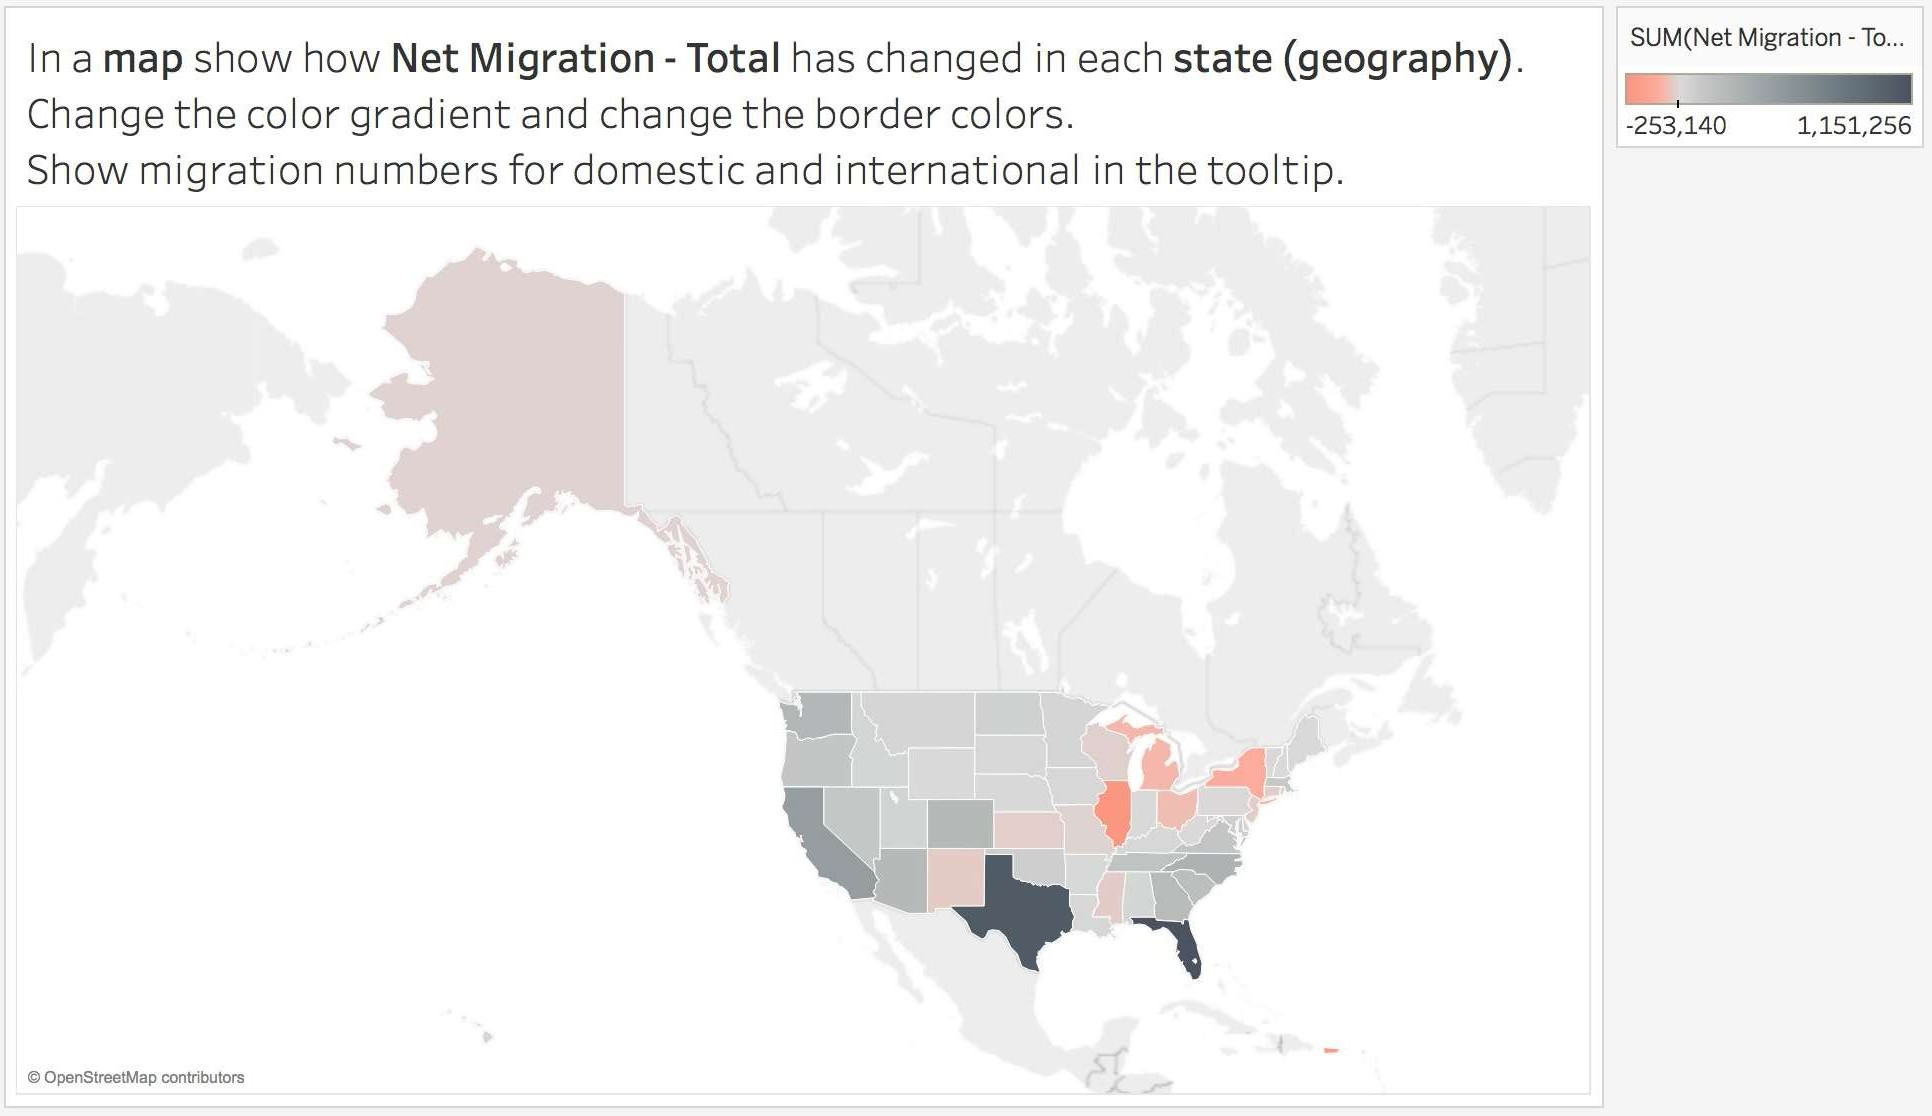 In a map show how Net Migration - Total has changed in each state (geography).
Change the color gradient and change the border colors.
Show migration numbers for domestic and international in the tooltip.
SUM(Net Migration - To...
-253,140 1,151,256
© OpenStreetMap contributors